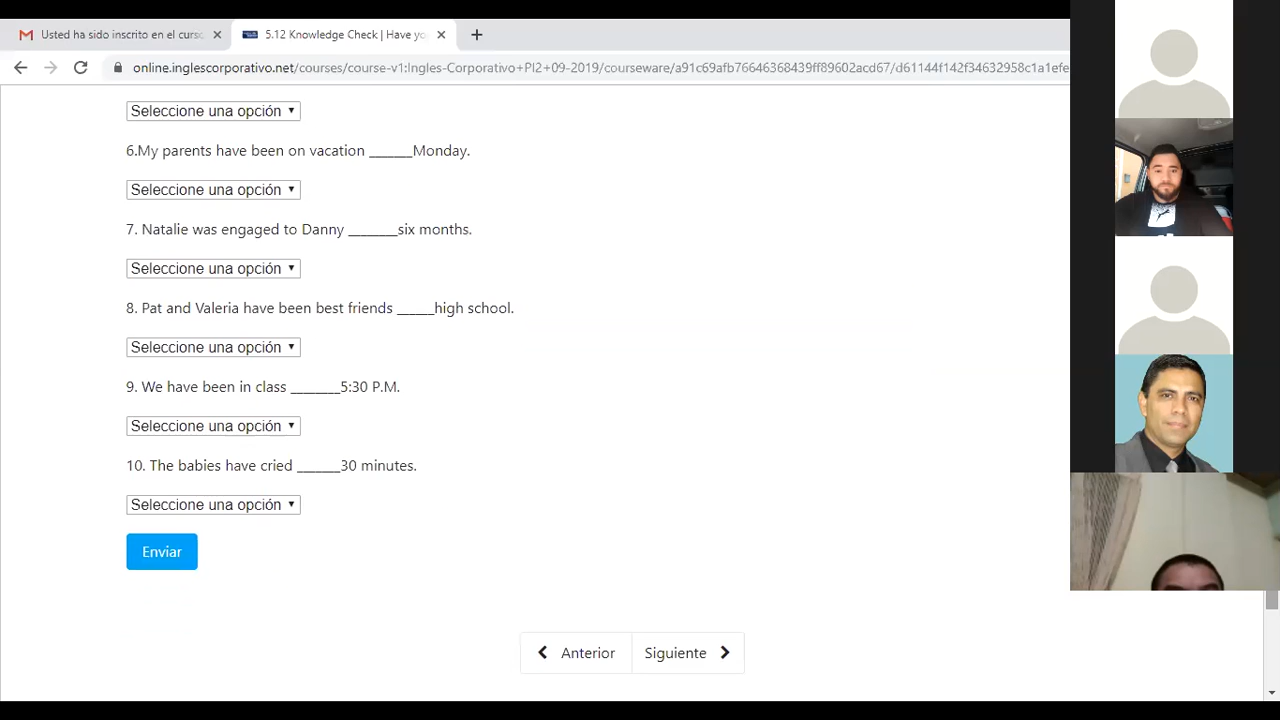 Usted ha sido inscrito en el curso
5.12 Knowledge Check | Have yo
online.inglescorporativo.net/courses/course-v1:Ingles-Corporativo+PI2+09-2019/courseware/a91c69afb76646368439ff89602acd67/d61144f142f34632958c1a1efe
Seleccione una opción
6.My parents have been on vacation ______Monday.
Seleccione una opción
7. Natalie was engaged to Danny _______six months.
Seleccione una opción
8. Pat and Valeria have been best friends _____high school.
Seleccione una opción
9. We have been in class _______5:30 P.M.
Seleccione una opción
10. The babies have cried ______30 minutes.
Seleccione una opción
Enviar
Anterior Siguiente